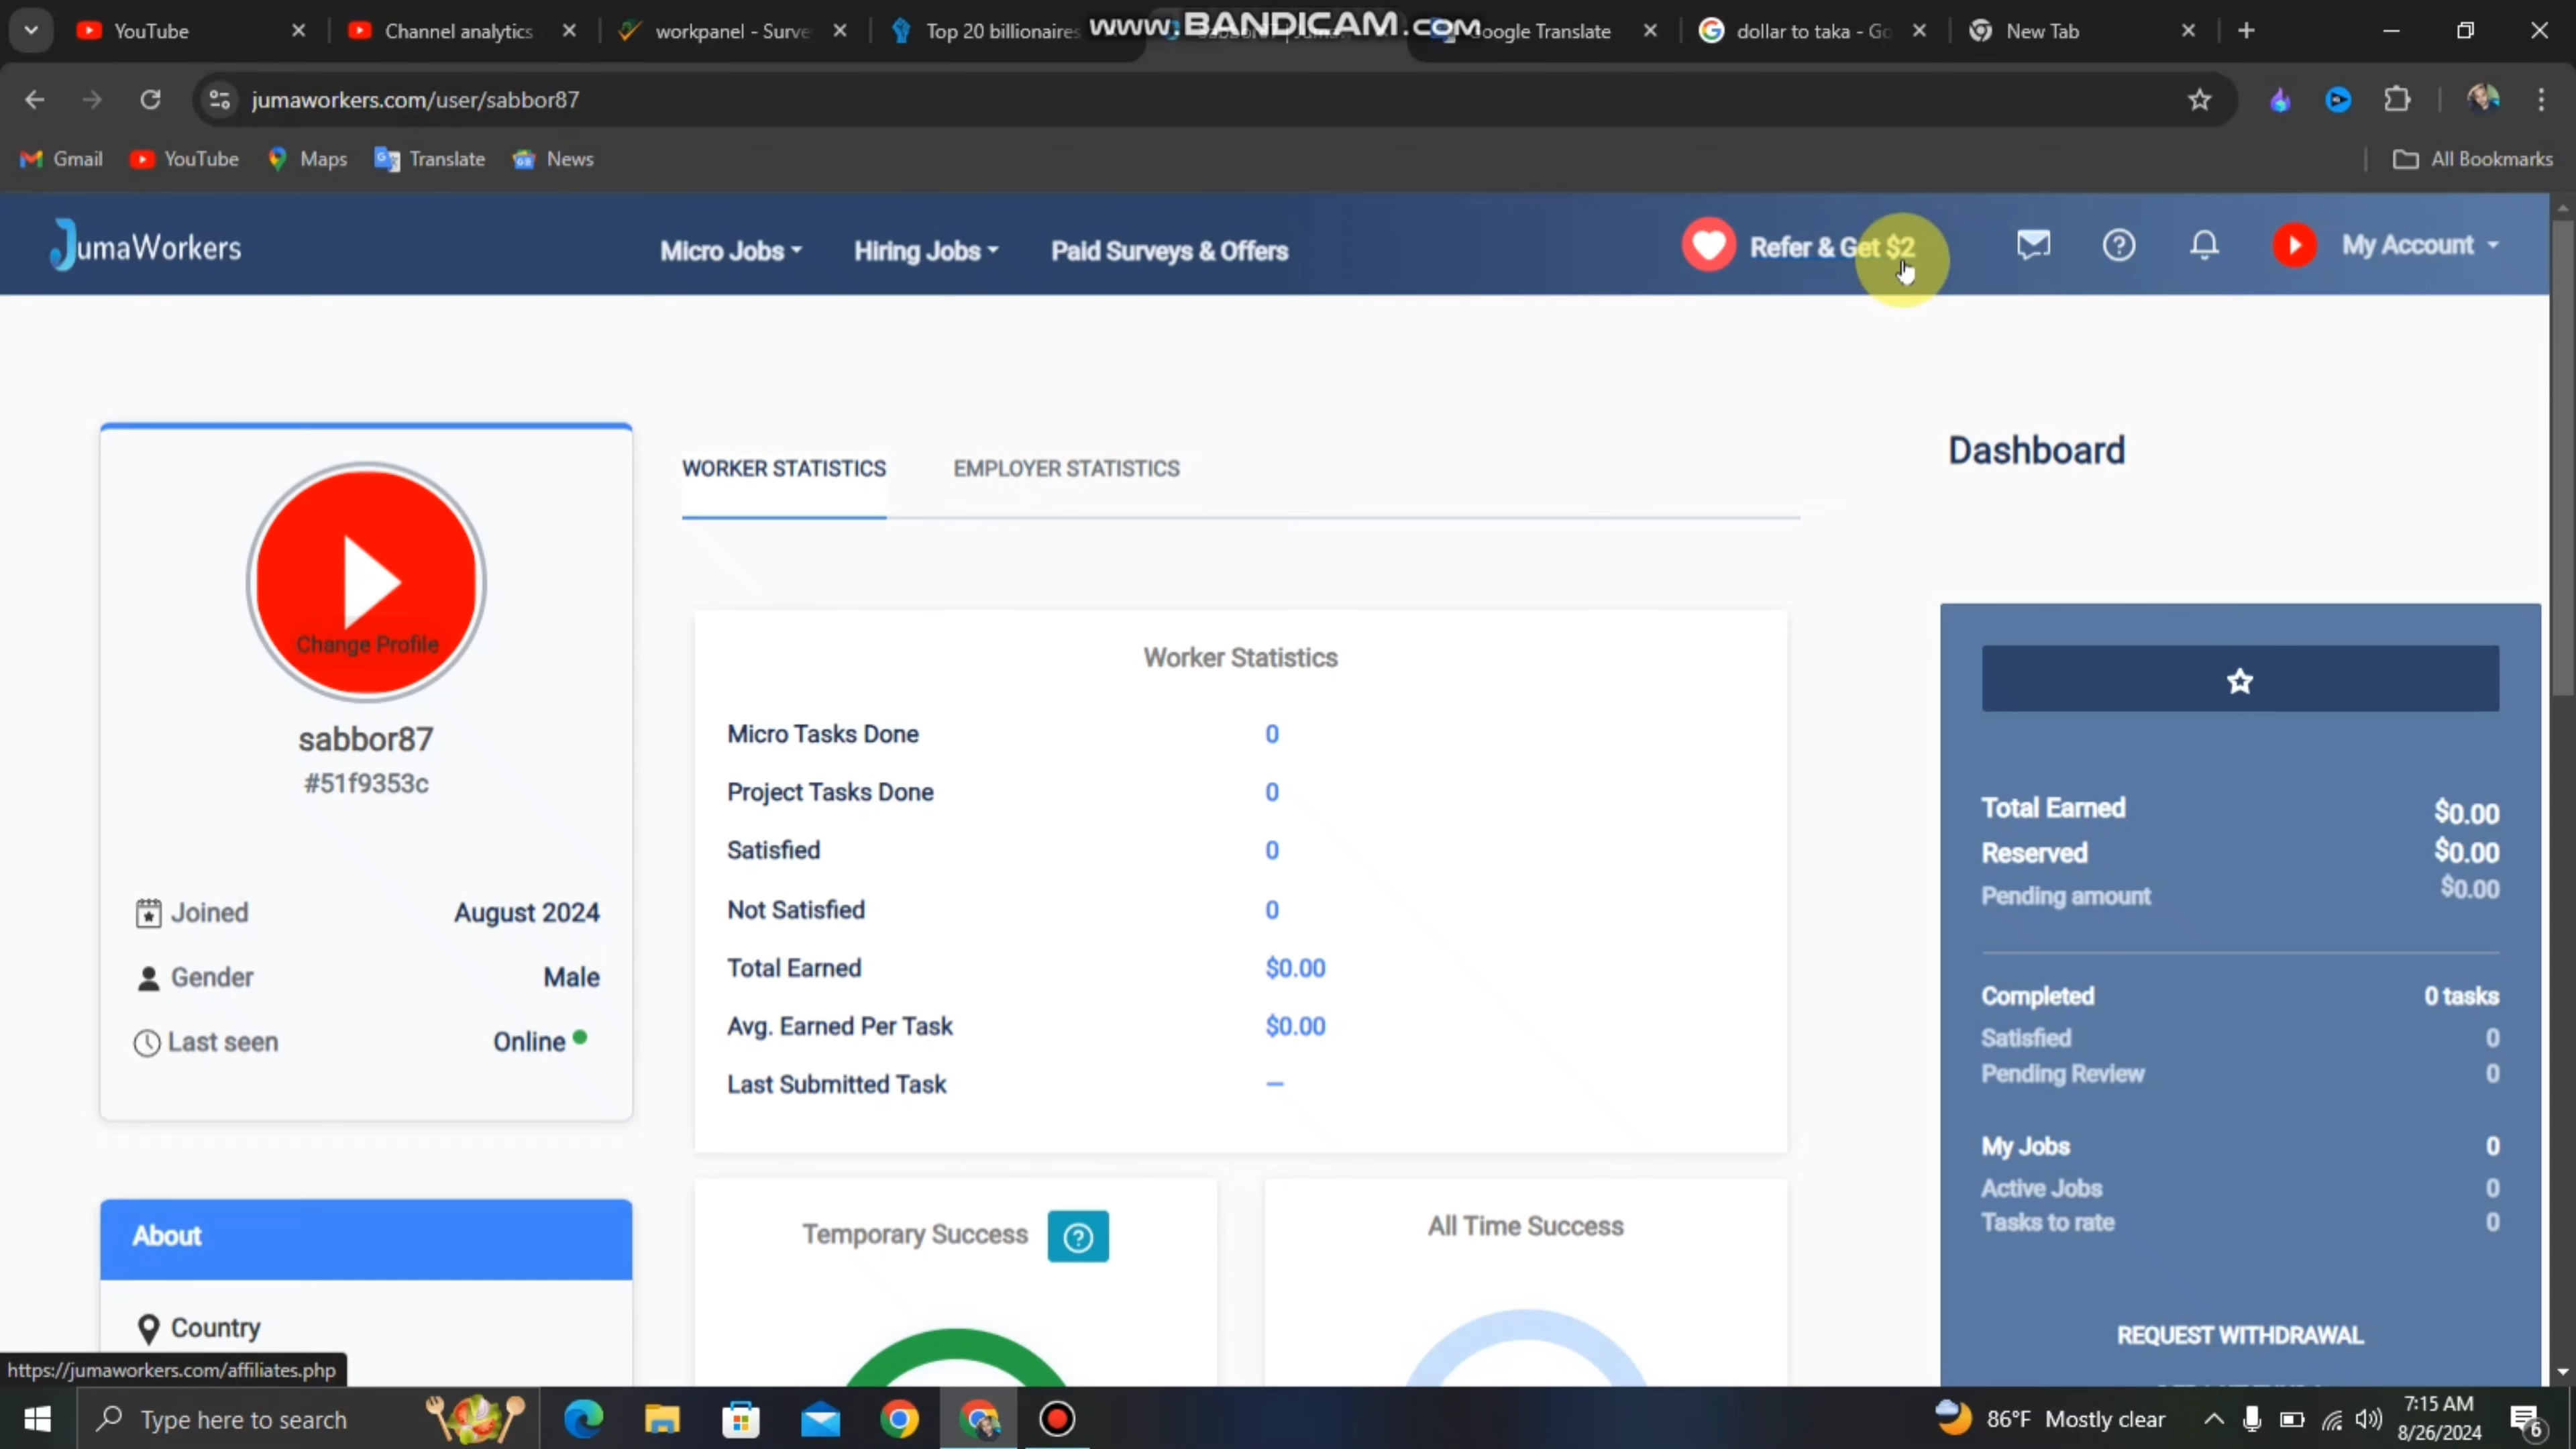 www.BANDICAM.com
YouTube
Channel analytics
workpanel - Surve
Top 20 billionaires
Google Translate
dollar to taka - Go
New Tab
jumaworkers.com/user/sabbor87
Gmail
YouTube
Maps
Translate
News
All Bookmarks
JumaWorkers
Micro Jobs
Hiring Jobs
Paid Surveys & Offers
Refer & Get $2
My Account
WORKER STATISTICS
EMPLOYER STATISTICS
Dashboard
Change Profile
sabbor87
#51f9353c
Joined August 2024
Gender Male
Last seen Online
About
Country
Worker Statistics
Micro Tasks Done 0
Project Tasks Done 0
Satisfied 0
Not Satisfied 0
Total Earned $0.00
Avg. Earned Per Task $0.00
Last Submitted Task –
Temporary Success
All Time Success
Total Earned $0.00
Reserved $0.00
Pending amount $0.00
Completed 0 tasks
Satisfied 0
Pending Review 0
My Jobs 0
Active Jobs 0
Tasks to rate 0
REQUEST WITHDRAWAL
https://jumaworkers.com/affiliates.php
Type here to search
86°F Mostly clear
7:15 AM
8/26/2024
6